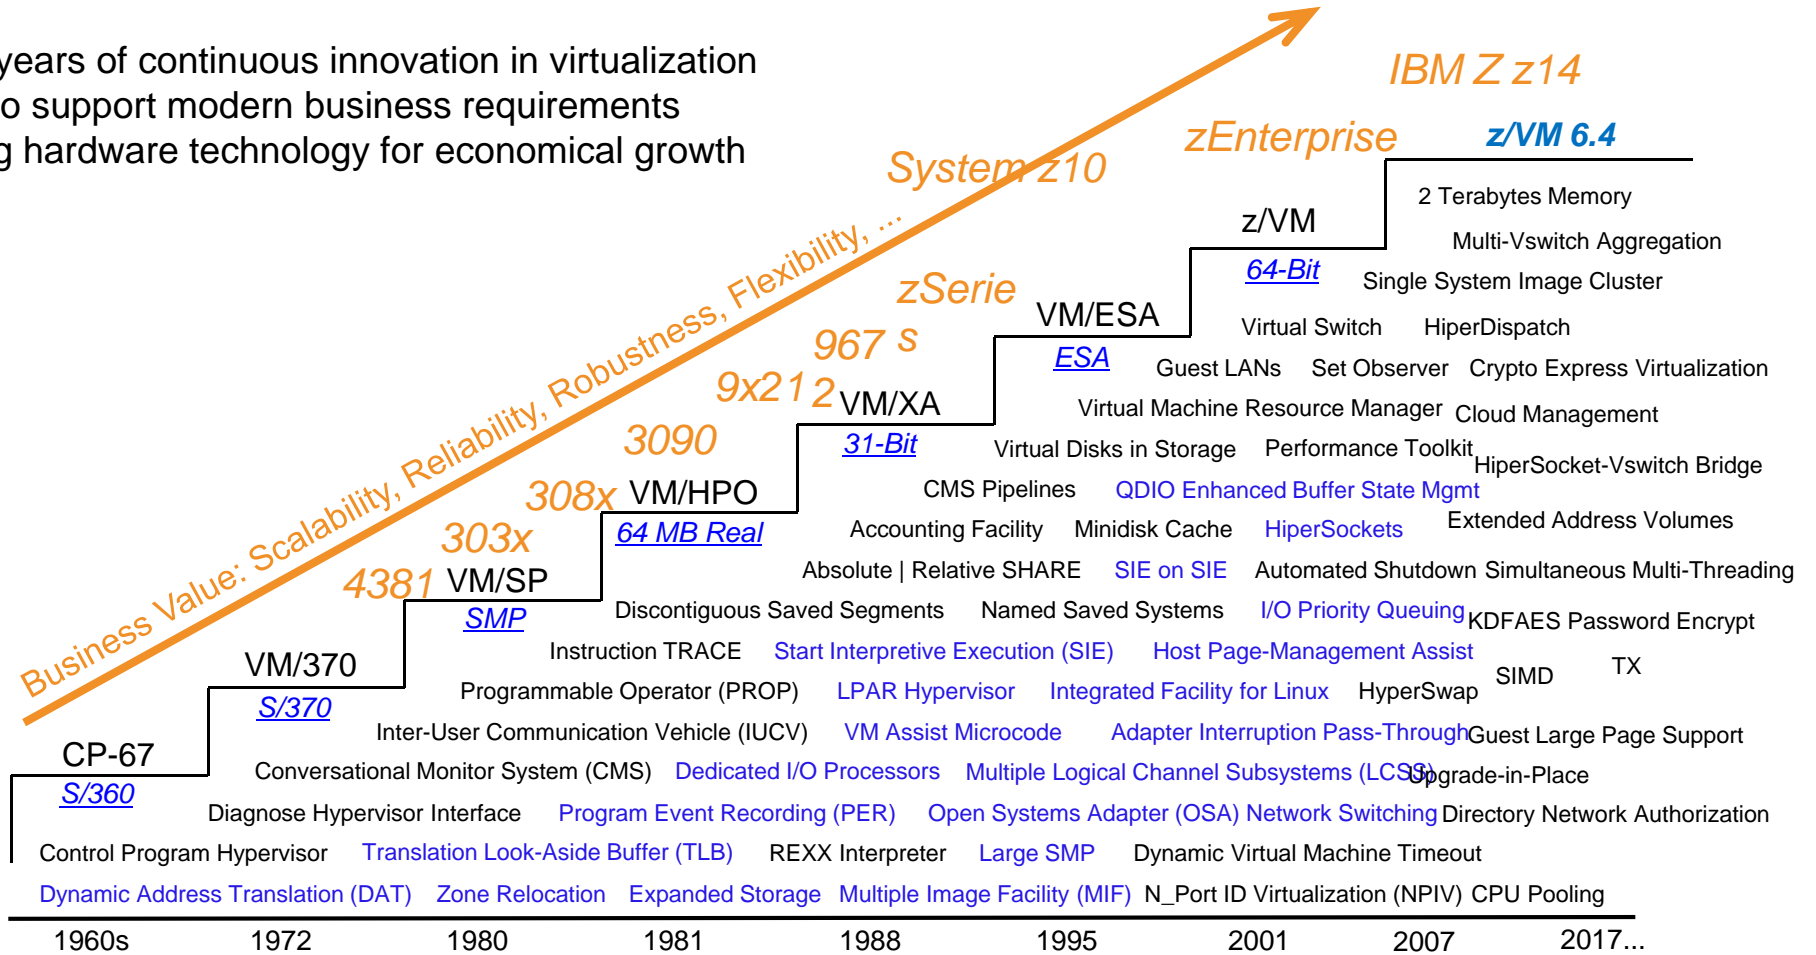 years of continuous innovation in virtualization
o support modern business requirements
g hardware technology for economical growth
Business Value: Scalability, Reliability, Robustness, Flexibility, ...
IBM Z z14
zEnterprise
z/VM 6.4
System z10
2 Terabytes Memory
z/VM
Multi-Vswitch Aggregation
64-Bit
Single System Image Cluster
zSerie
s
VM/ESA
Virtual Switch HiperDispatch
967
2
ESA
Guest LANs Set Observer Crypto Express Virtualization
9x21
VM/XA
Virtual Machine Resource Manager Cloud Management
3090
31-Bit
Virtual Disks in Storage Performance Toolkit HiperSocket-Vswitch Bridge
308x
VM/HPO
CMS Pipelines QDIO Enhanced Buffer State Mgmt
303x
64 MB Real
Accounting Facility Minidisk Cache HiperSockets Extended Address Volumes
4381
VM/SP
Absolute | Relative SHARE SIE on SIE Automated Shutdown Simultaneous Multi-Threading
SMP
Discontiguous Saved Segments Named Saved Systems I/O Priority Queuing KDFAES Password Encrypt
VM/370
Instruction TRACE Start Interpretive Execution (SIE) Host Page-Management Assist
SIMD TX
S/370
Programmable Operator (PROP) LPAR Hypervisor Integrated Facility for Linux HyperSwap
Inter-User Communication Vehicle (IUCV) VM Assist Microcode Adapter Interruption Pass-Through Guest Large Page Support
CP-67
Conversational Monitor System (CMS) Dedicated I/O Processors Multiple Logical Channel Subsystems (LCSS) Upgrade-in-Place
S/360
Diagnose Hypervisor Interface Program Event Recording (PER) Open Systems Adapter (OSA) Network Switching Directory Network Authorization
Control Program Hypervisor Translation Look-Aside Buffer (TLB) REXX Interpreter Large SMP Dynamic Virtual Machine Timeout
Dynamic Address Translation (DAT) Zone Relocation Expanded Storage Multiple Image Facility (MIF) N_Port ID Virtualization (NPIV) CPU Pooling
1960s 1972 1980 1981 1988 1995 2001 2007 2017...